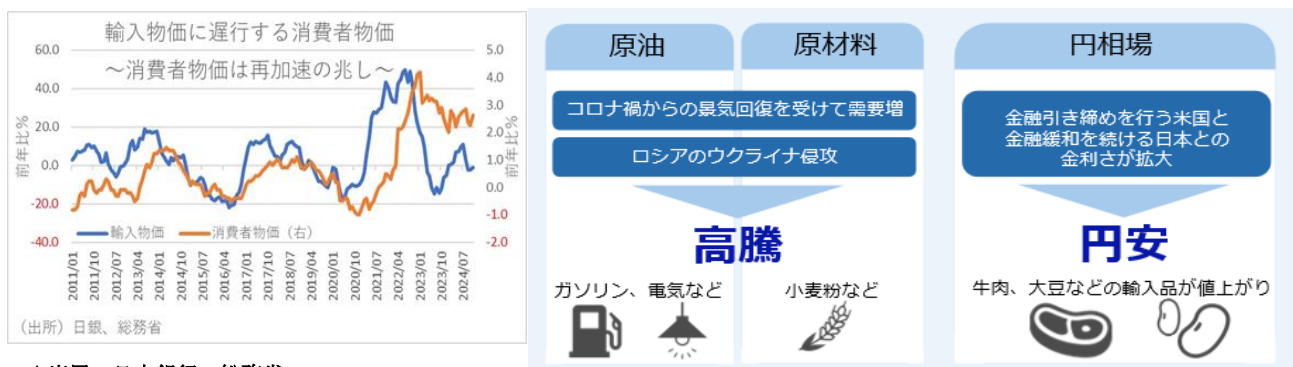 輸入物価に遅行する消費者物価
～消費者物価は再加速の兆し～
60.0
40.0
20.0
0.0
-20.0
-40.0
前年比%
5.0
4.0
3.0
2.0
1.0
0.0
-1.0
-2.0
前年比%
輸入物価
消費者物価（右）
2011/01
2011/10
2012/07
2013/04
2014/01
2014/10
2015/07
2016/04
2017/01
2017/10
2018/07
2019/04
2020/01
2020/10
2021/07
2022/04
2023/01
2023/10
2024/07
（出所）日銀、総務省
原油
原材料
コロナ禍からの景気回復を受けて需要増
ロシアのウクライナ侵攻
高騰
ガソリン、電気など
小麦粉など
円相場
金融引き締めを行う米国と
金融緩和を続ける日本との
金利さが拡大
円安
牛肉、大豆などの輸入品が値上がり